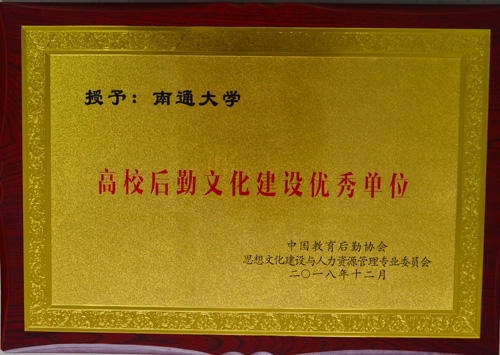 授予：南通大学
高校后勤文化建设优秀单位
中国教育后勤协会
思想文化建设与人力资源管理专业委员会
二〇一八年十二月